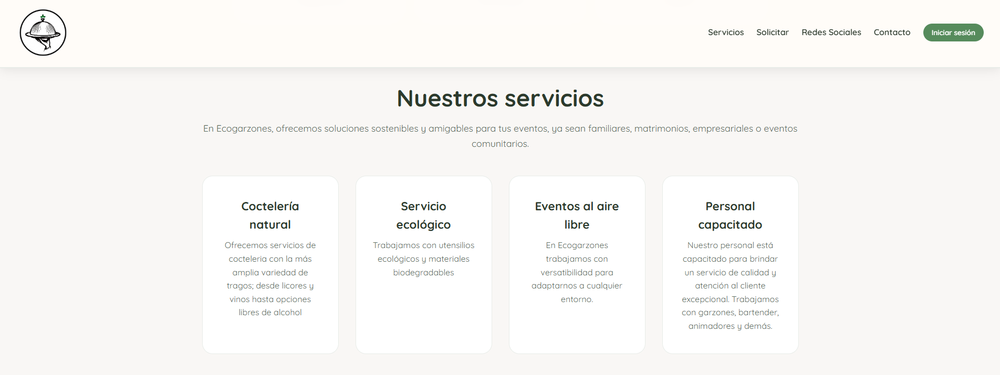 Servicios Solicitar Redes Sociales Contacto Iniciar sesión
Nuestros servicios
En Ecogarzones, ofrecemos soluciones sostenibles y amigables para tus eventos, ya sean familiares, matrimonios, empresariales o eventos
comunitarios.
Coctelería
natural
Ofrecemos servicios de
cocteleria con la más
amplia variedad de
tragos; desde licores y
vinos hasta opciones
libres de alcohol
Servicio
ecológico
Trabajamos con utensilios
ecológicos y materiales
biodegradables
Eventos al aire
libre
En Ecogarzones
trabajamos con
versatibilidad para
adaptarnos a cualquier
entorno.
Personal
capacitado
Nuestro personal está
capacitado para brindar
un servicio de calidad y
atención al cliente
excepcional. Trabajamos
con garzones, bartender,
animadores y demás.